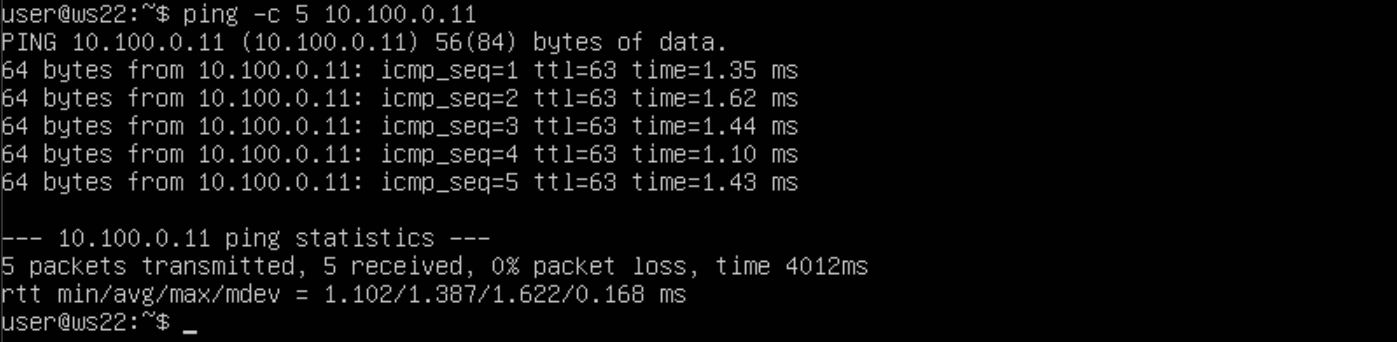 user@ws22:~$ ping -c 5 10.100.0.11
PING 10.100.0.11 (10.100.0.11) 56(84) bytes of data.
64 bytes from 10.100.0.11: icmp_seq=1 ttl=63 time=1.35 ms
64 bytes from 10.100.0.11: icmp_seq=2 ttl=63 time=1.62 ms
64 bytes from 10.100.0.11: icmp_seq=3 ttl=63 time=1.44 ms
64 bytes from 10.100.0.11: icmp_seq=4 ttl=63 time=1.10 ms
64 bytes from 10.100.0.11: icmp_seq=5 ttl=63 time=1.43 ms
--- 10.100.0.11 ping statistics ---
5 packets transmitted, 5 received, 0% packet loss, time 4012ms
rtt min/avg/max/mdev = 1.102/1.387/1.622/0.168 ms
user@ws22:~$ _